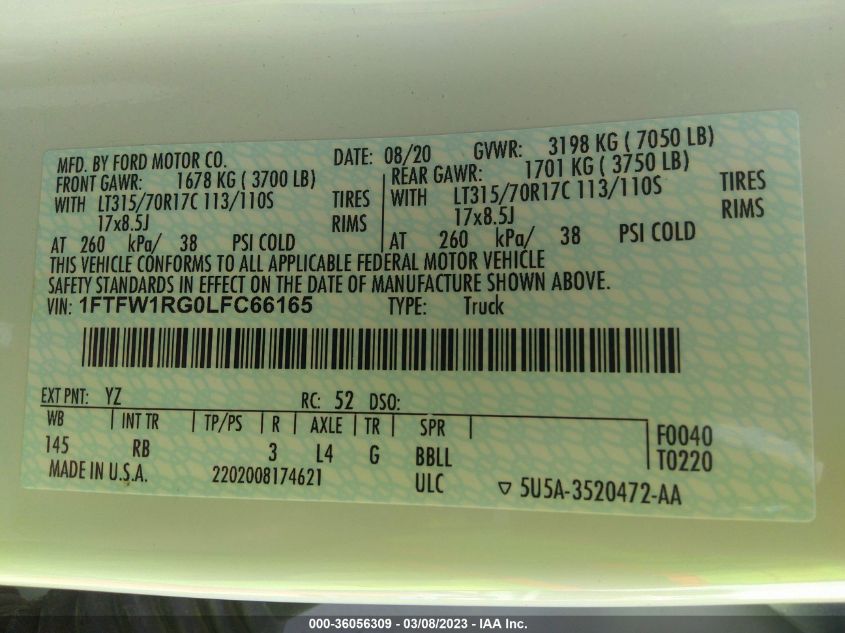 MFD. BY FORD MOTOR CO. DATE: 08/20 GVWR: 3198 KG ( 7050 LB)
FRONT GAWR: 1678 KG ( 3700 LB) REAR GAWR: 1701 KG ( 3750 LB)
WITH LT315/70R17C 113/110S TIRES WITH LT315/70R17C 113/110S TIRES
17x8.5J RIMS 17x8.5J RIMS
AT 260 kPa/ 38 PSI COLD AT 260 kPa/ 38 PSI COLD
THIS VEHICLE CONFORMS TO ALL APPLICABLE FEDERAL MOTOR VEHICLE
SAFETY STANDARDS IN EFFECT ON THE DATE OF MANUFACTURE SHOWN ABOVE.
VIN: 1FTFW1RG0LFC66165 TYPE: Truck
EXT PNT: YZ RC: 52 DSO:
WB INT TR TP/PS R AXLE TR SPR F0040
145 RB 3 L4 G BBLL T0220
MADE IN U.S.A. 2202008174621 ULC ▽ 5U5A-3520472-AA
000-36056309 - 03/08/2023 - IAA Inc.